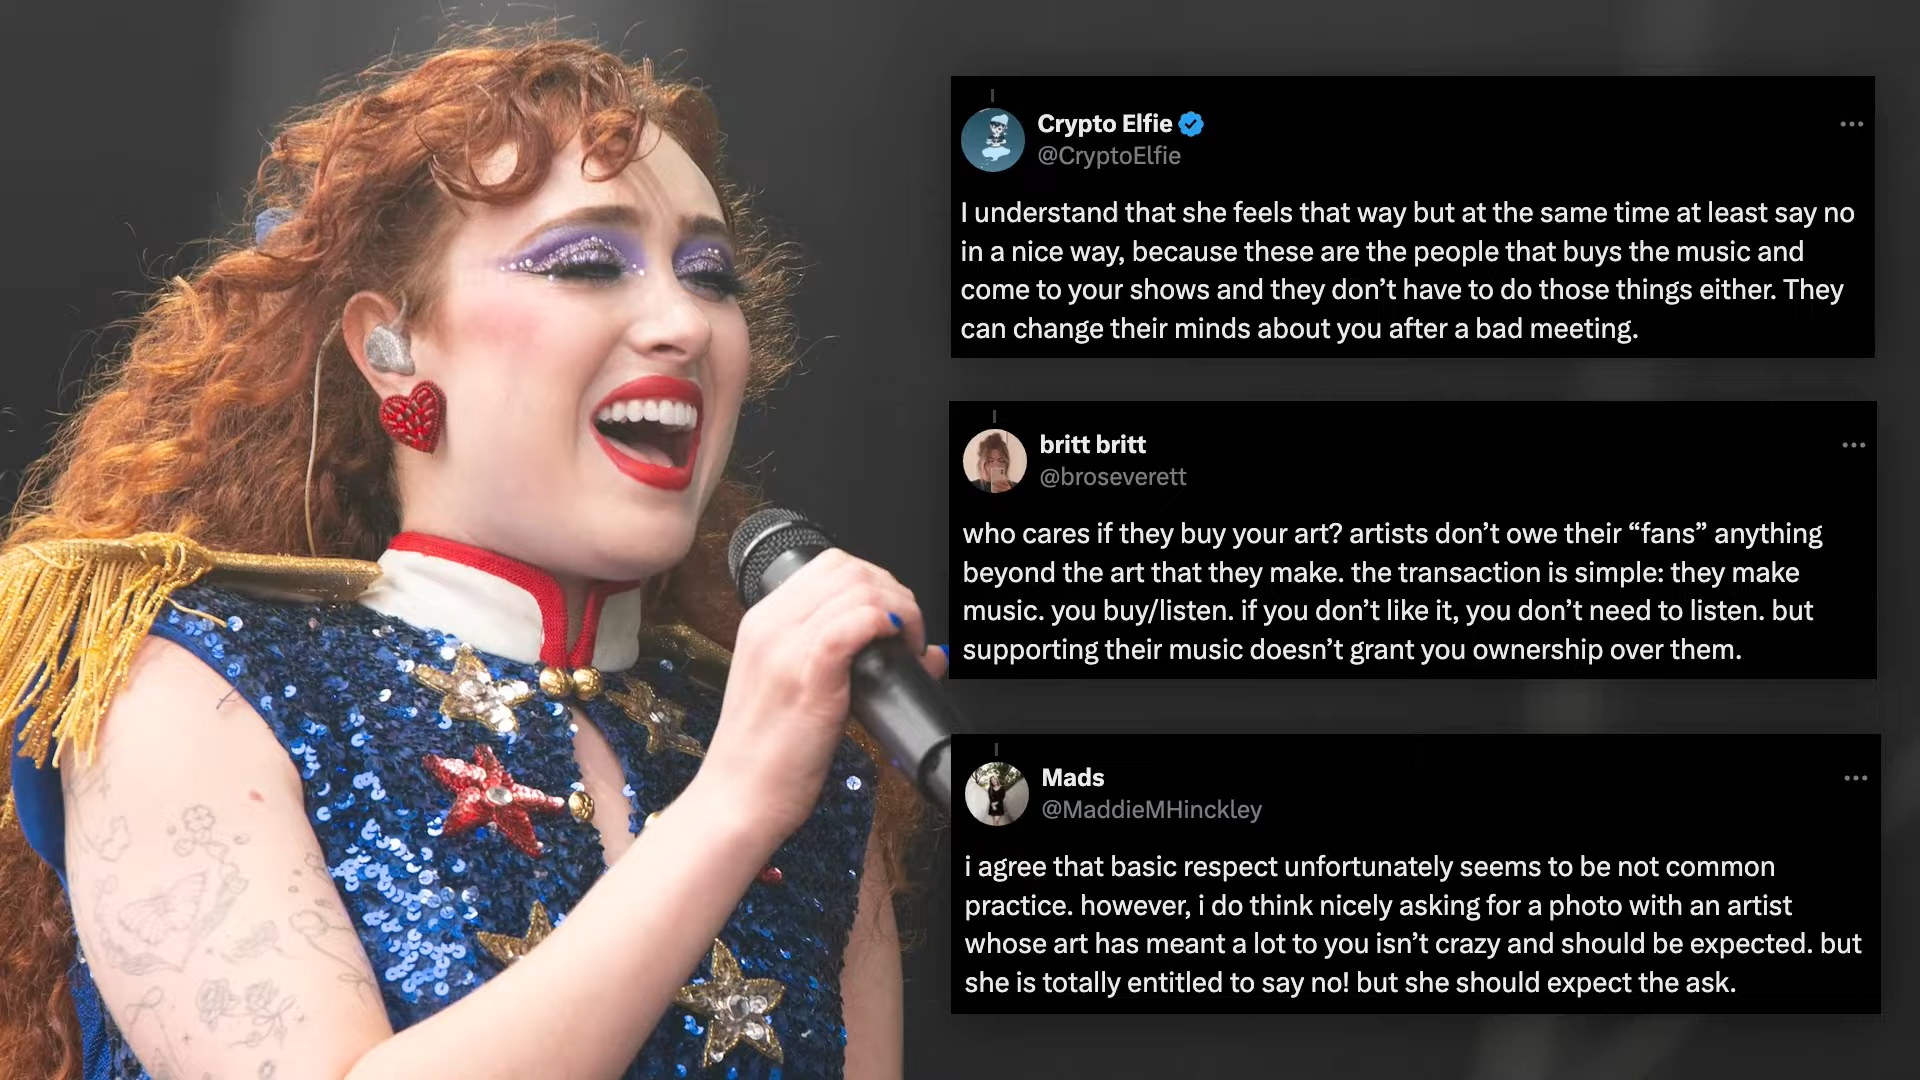 Crypto Elfie
@CryptoElfie
I understand that she feels that way but at the same time at least say no
in a nice way, because these are the people that buys the music and
come to your shows and they don’t have to do those things either. They
can change their minds about you after a bad meeting.
britt britt
@broseverett
who cares if they buy your art? artists don’t owe their “fans” anything
beyond the art that they make. the transaction is simple: they make
music. you buy/listen. if you don’t like it, you don’t need to listen. but
supporting their music doesn’t grant you ownership over them.
Mads
@MaddieMHinckley
i agree that basic respect unfortunately seems to be not common
practice. however, i do think nicely asking for a photo with an artist
whose art has meant a lot to you isn’t crazy and should be expected. but
she is totally entitled to say no! but she should expect the ask.